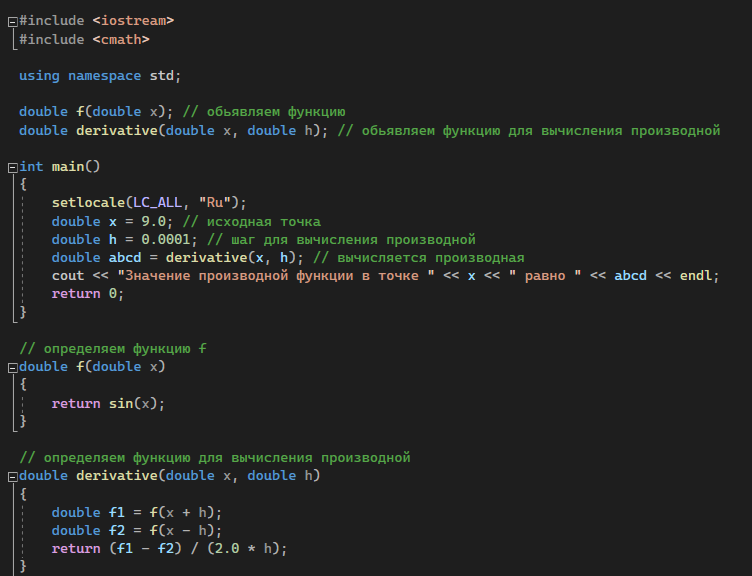 #include <iostream>
#include <cmath>
using namespace std;
double f(double x); // обьявляем функцию
double derivative(double x, double h); // обьявляем функцию для вычисления производной
int main()
{
setlocale(LC_ALL, "Ru");
double x = 9.0; // исходная точка
double h = 0.0001; // шаг для вычисления производной
double abcd = derivative(x, h); // вычисляется производная
cout << "Значение производной функции в точке " << x << " равно " << abcd << endl;
return 0;
}
// определяем функцию f
double f(double x)
{
return sin(x);
}
// определяем функцию для вычисления производной
double derivative(double x, double h)
{
double f1 = f(x + h);
double f2 = f(x - h);
return (f1 - f2) / (2.0 * h);
}